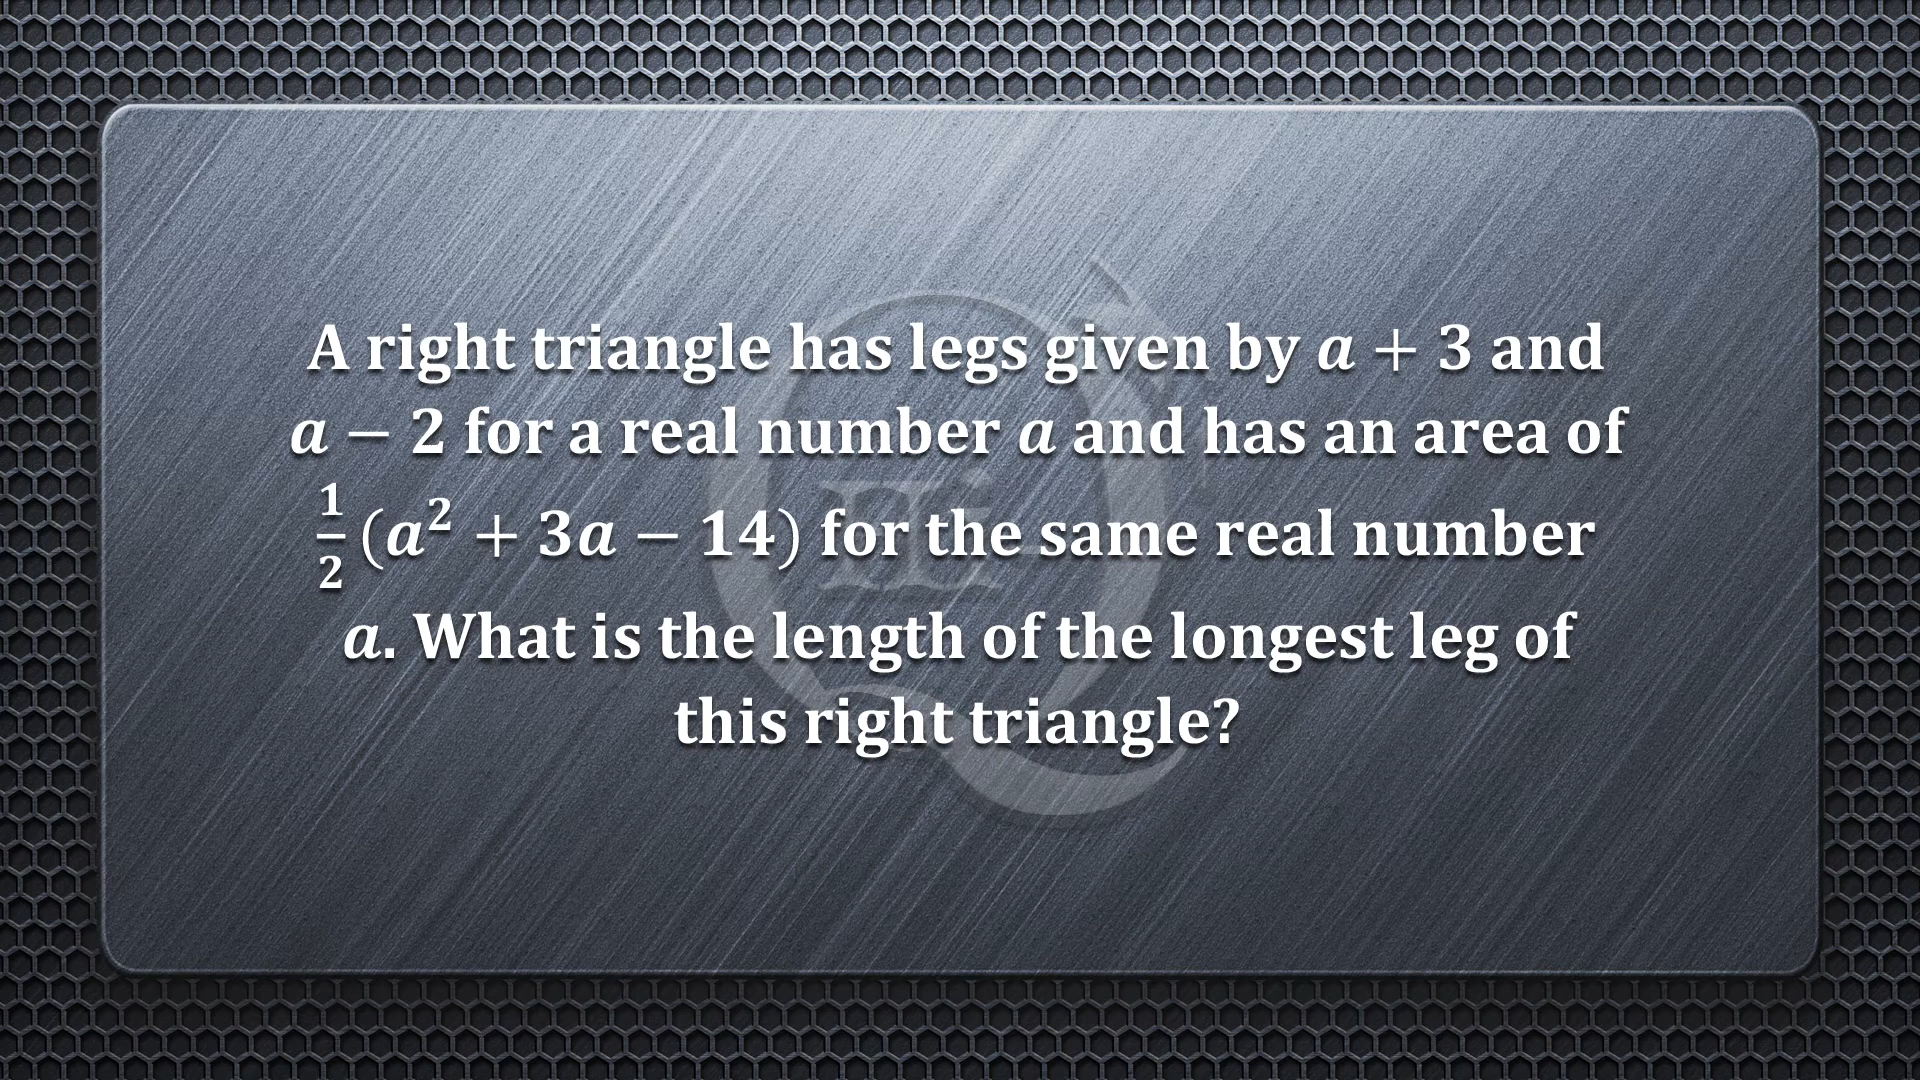 A right triangle has legs given by a + 3 and
a − 2 for a real number a and has an area of
1/2 (a² + 3a − 14) for the same real number
a. What is the length of the longest leg of
this right triangle?